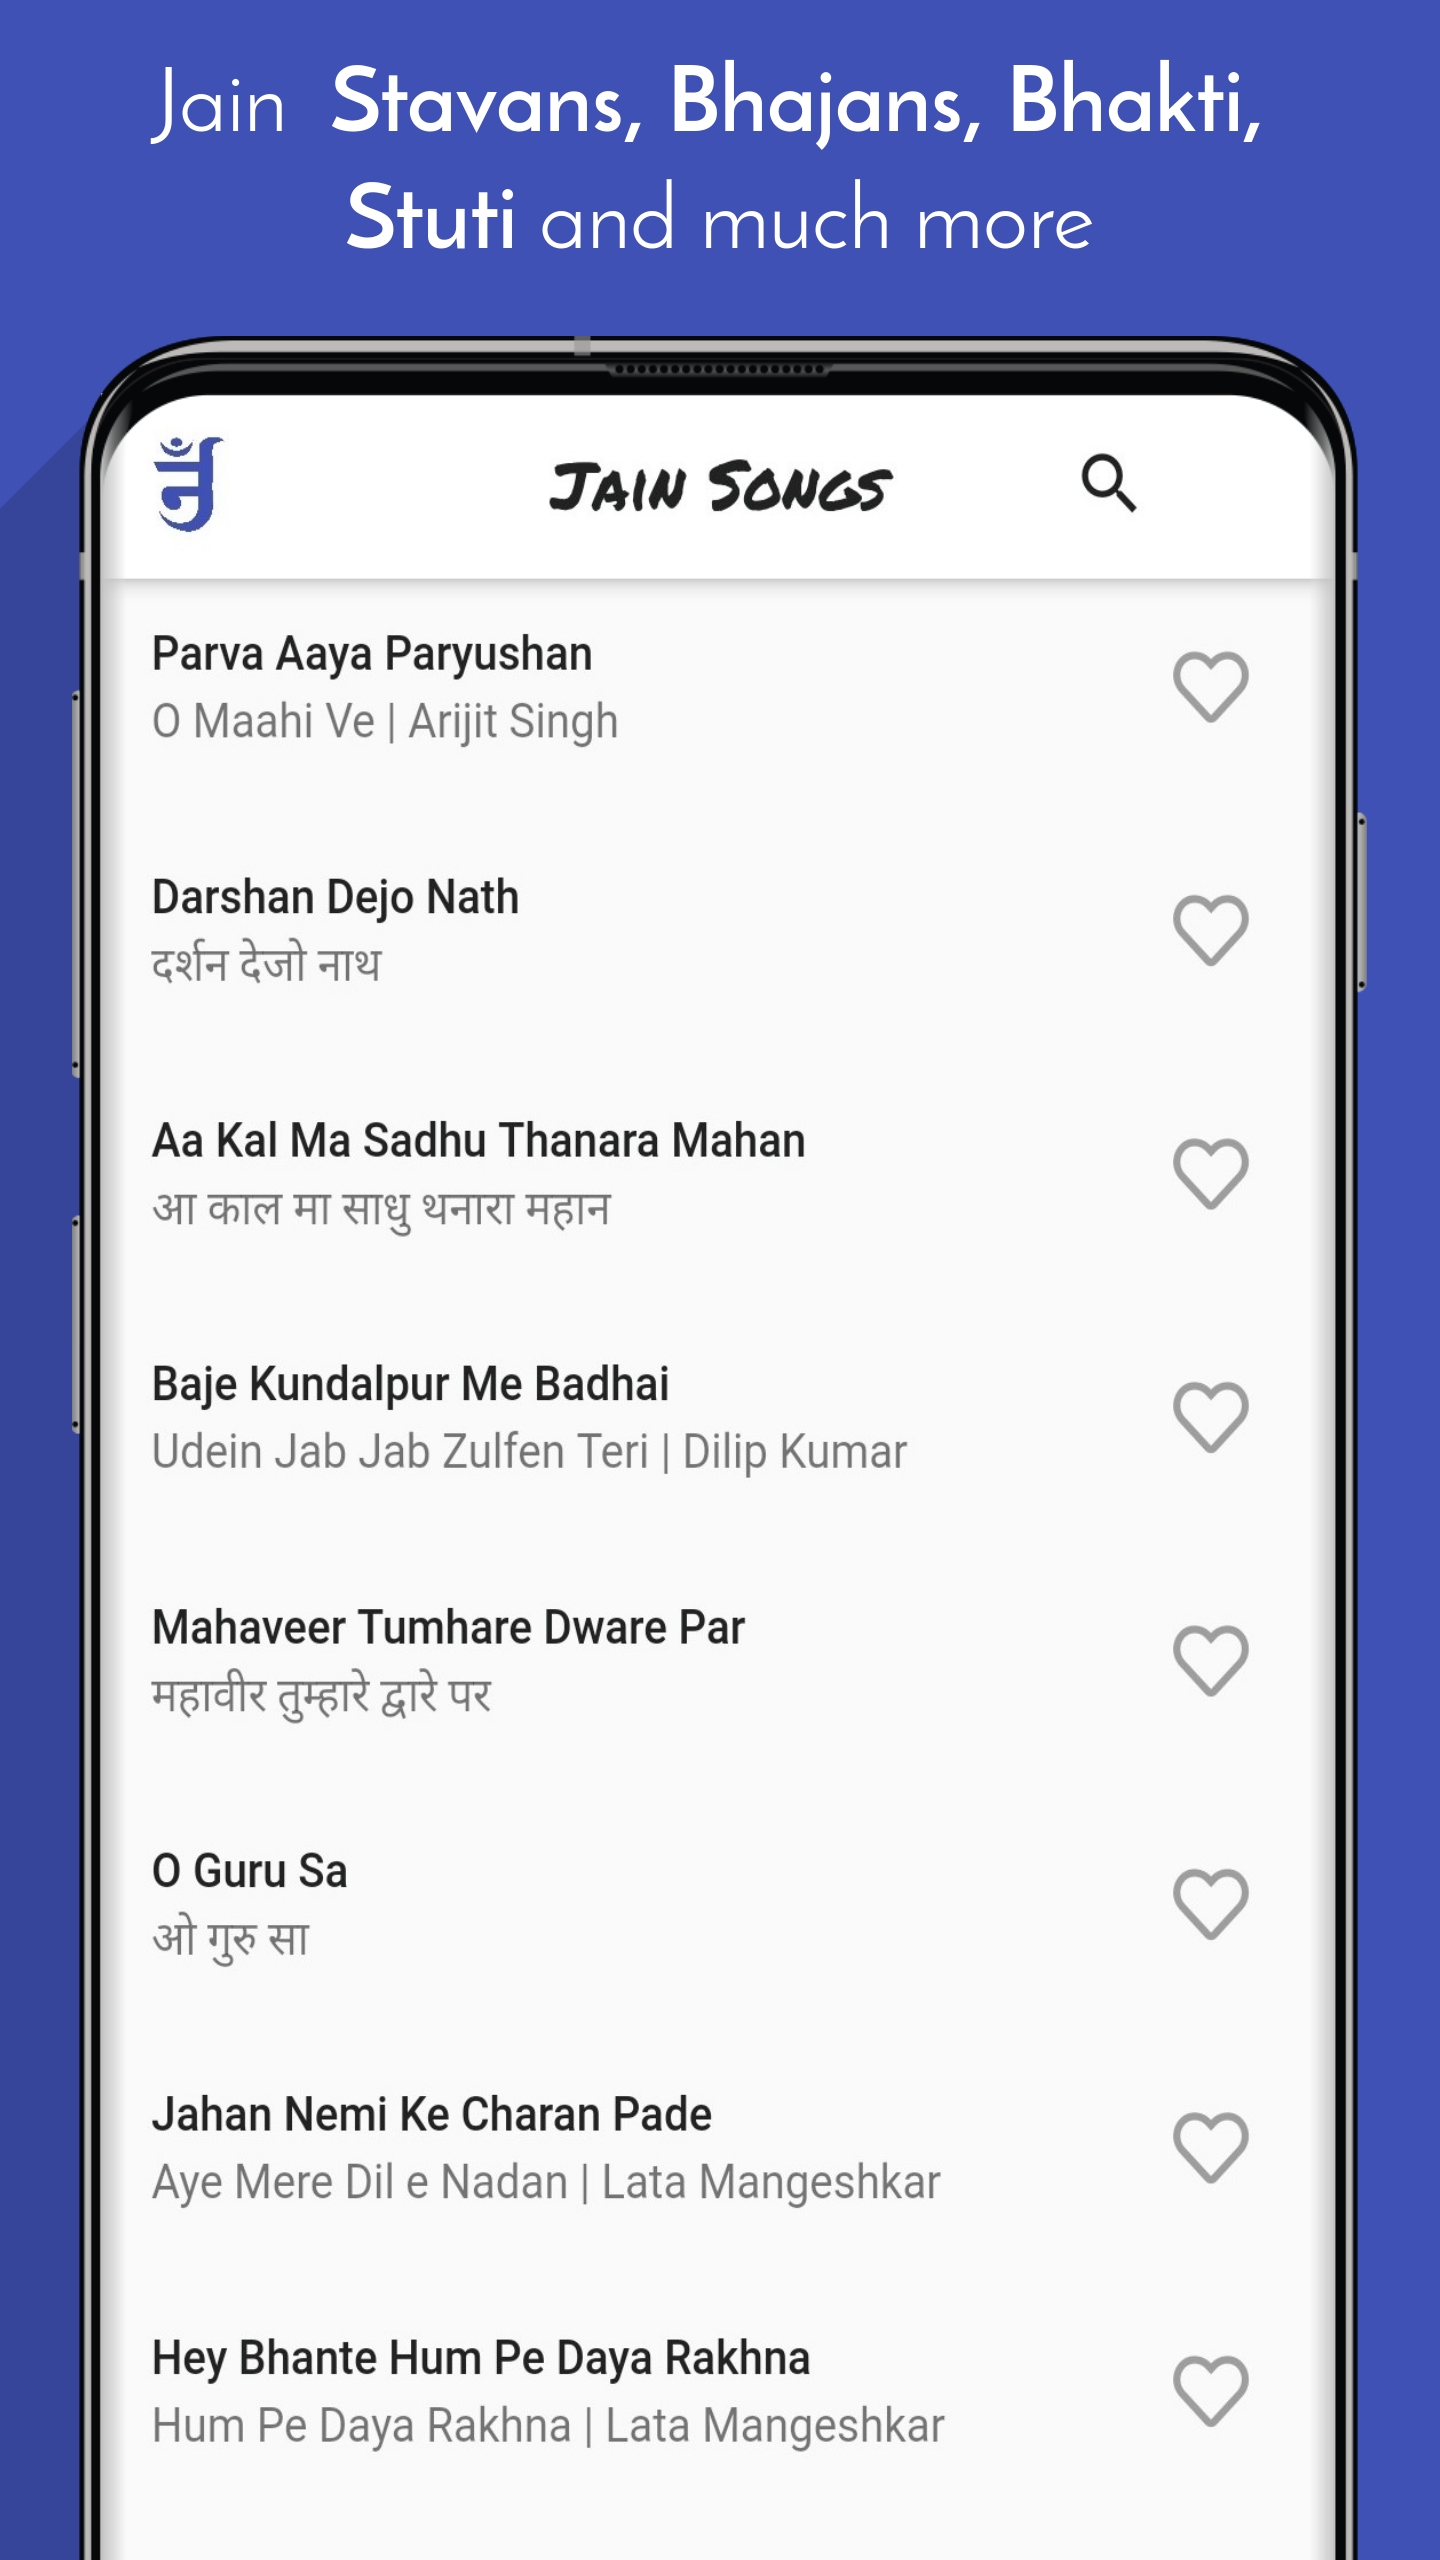 Jain Stavans, Bhajans, Bhakti,
Stuti and much more
Jain Songs
Parva Aaya Paryushan
O Maahi Ve | Arijit Singh
Darshan Dejo Nath
दर्शन देजो नाथ
Aa Kal Ma Sadhu Thanara Mahan
आ काल मा साधु थनारा महान
Baje Kundalpur Me Badhai
Udein Jab Jab Zulfen Teri | Dilip Kumar
Mahaveer Tumhare Dware Par
महावीर तुम्हारे द्वारे पर
O Guru Sa
ओ गुरु सा
Jahan Nemi Ke Charan Pade
Aye Mere Dil e Nadan | Lata Mangeshkar
Hey Bhante Hum Pe Daya Rakhna
Hum Pe Daya Rakhna | Lata Mangeshkar